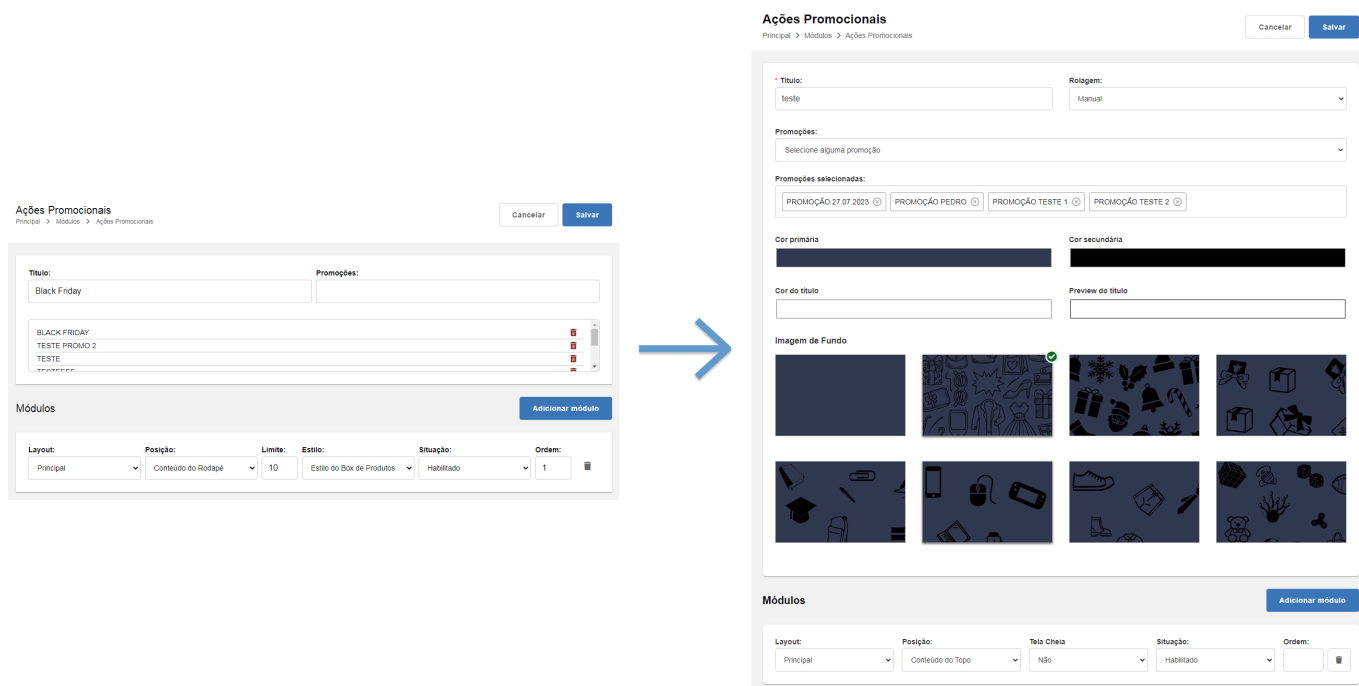 Ações Promocionais
Principal > Módulos > Ações Promocionais
Cancelar
Salvar
Título:
Promoções:
Black Friday
BLACK FRIDAY
TESTE PROMO 2
TESTE
TESTEEEE
Módulos
Adicionar módulo
Layout:
Posição:
Limite:
Estilo:
Situação:
Ordem:
Principal
Conteúdo do Rodapé
10
Estilo do Box de Produtos
Habilitado
1
Ações Promocionais
Principal > Módulos > Ações Promocionais
Cancelar
Salvar
* Título:
Rolagem:
teste
Manual
Promoções:
Selecione alguma promoção
Promoções selecionadas:
PROMOÇÃO 27.07.2023
PROMOÇÃO PEDRO
PROMOÇÃO TESTE 1
PROMOÇÃO TESTE 2
Cor primária
Cor secundária
Cor do título
Preview do título
Imagem de Fundo
Módulos
Adicionar módulo
Layout:
Posição:
Tela Cheia
Situação:
Ordem:
Principal
Conteúdo do Topo
Não
Habilitado